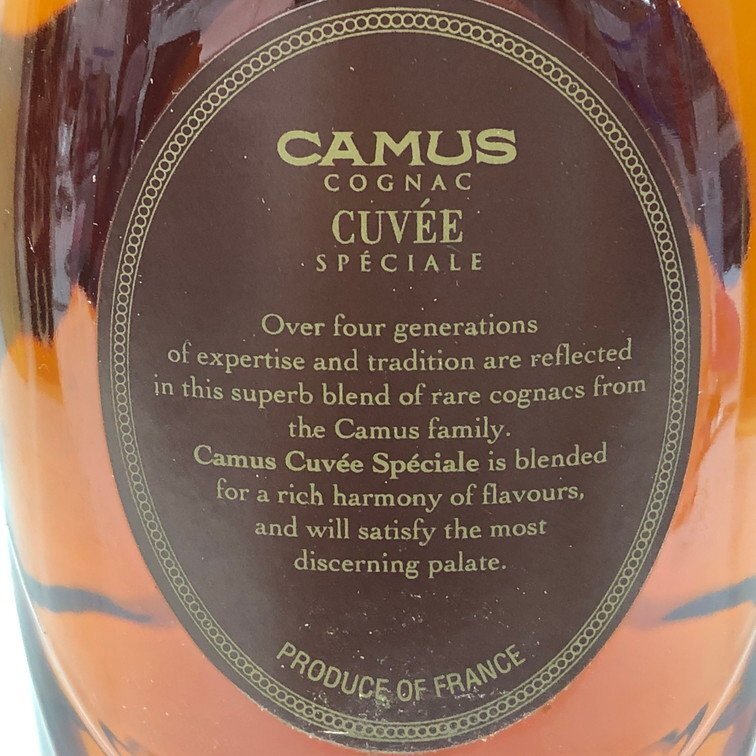 CAMUS
COGNAC
CUVÉE
SPÉCIALE
Over four generations
of expertise and tradition are reflected
in this superb blend of rare cognacs from
the Camus family.
Camus Cuvée Spéciale is blended
for a rich harmony of flavours,
and will satisfy the most
discerning palate.
PRODUCE OF FRANCE